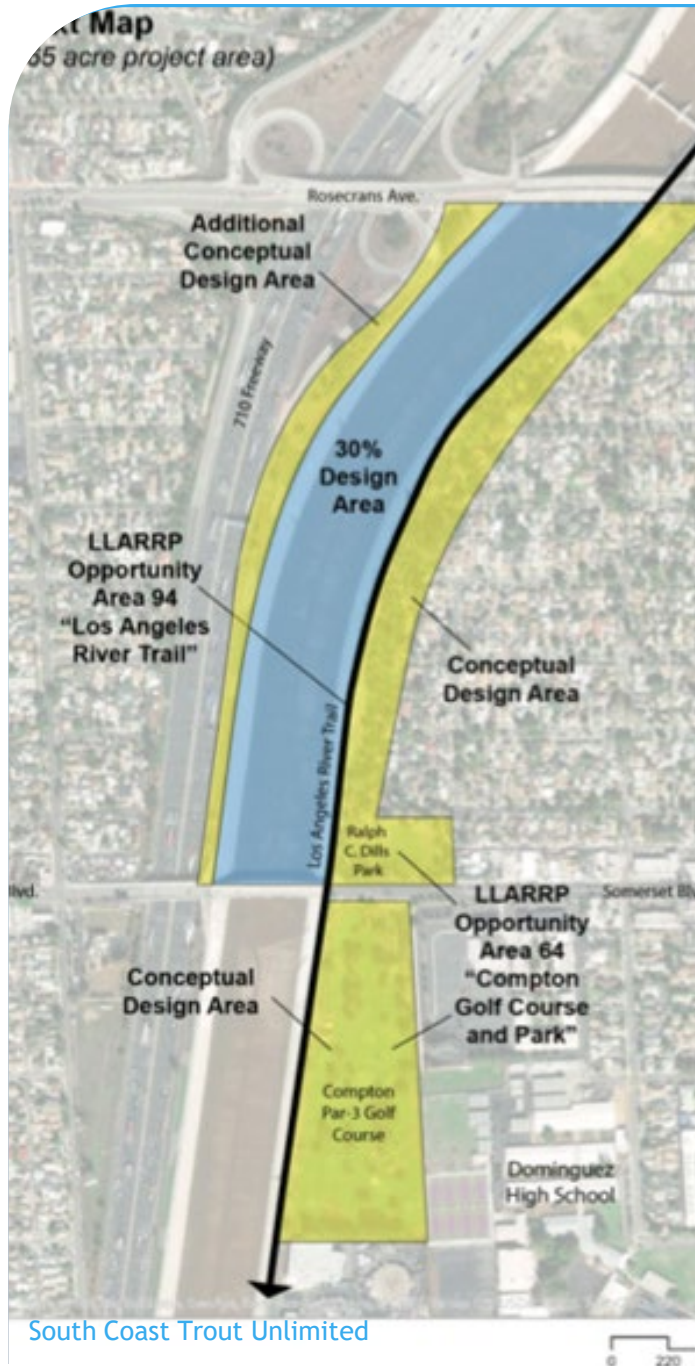 Map
65 acre project area)
Rosecrans Ave.
Additional
Conceptual
Design Area
710 Freeway
30%
Design
Area
LLARRP
Opportunity
Area 94
“Los Angeles
River Trail”
Conceptual
Design Area
Los Angeles River Trail
Ralph
C. Dills
Park
lvd.
Somerset Blv
LLARRP
Opportunity
Area 64
“Compton
Golf Course
and Park”
Conceptual
Design Area
Compton
Par-3 Golf
Course
Dominguez
High School
South Coast Trout Unlimited
0 220